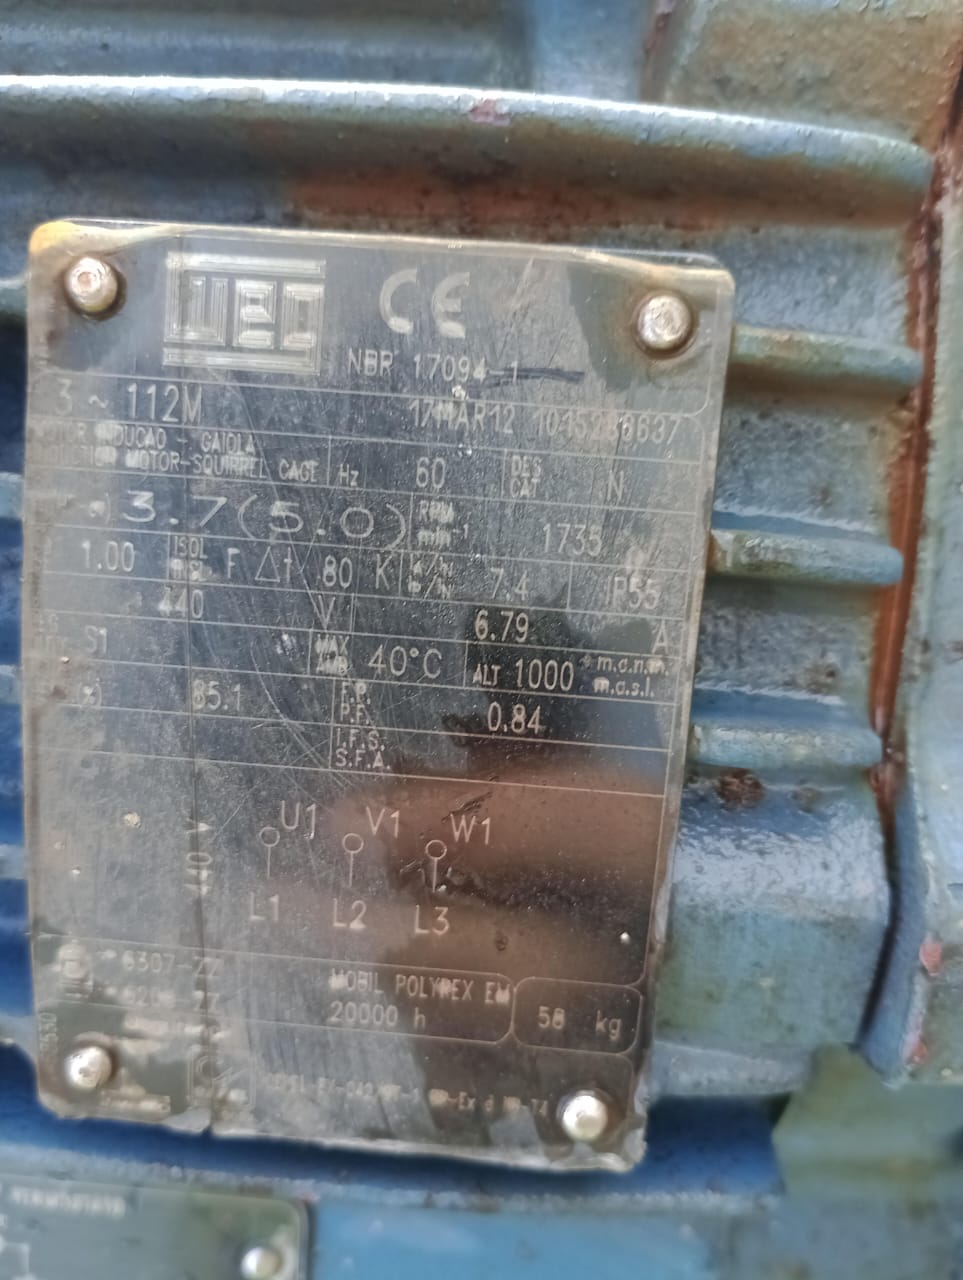 WEG CE
NBR 17094-1
3 ~ 112M 17MAR12
MOTOR INDUCAO - GAIOLA
INDUCTION MOTOR-SQUIRREL CAGE Hz 60 DES CAT N
3.7(5.0) RPM min-1 1735
1.00 ISOL F Δt 80 K 7.4 IP55
440 V 6.79 A
S1 MAX AMB 40°C ALT 1000 m.a.n.m.
m.a.s.l.
(%) 85.1 F.P.
P.F. 0.84
I.F.S.
S.F.A.
U1 V1 W1
440 V
L1 L2 L3
6307-ZZ MOBIL POLYREX EM
20000 h 58 kg